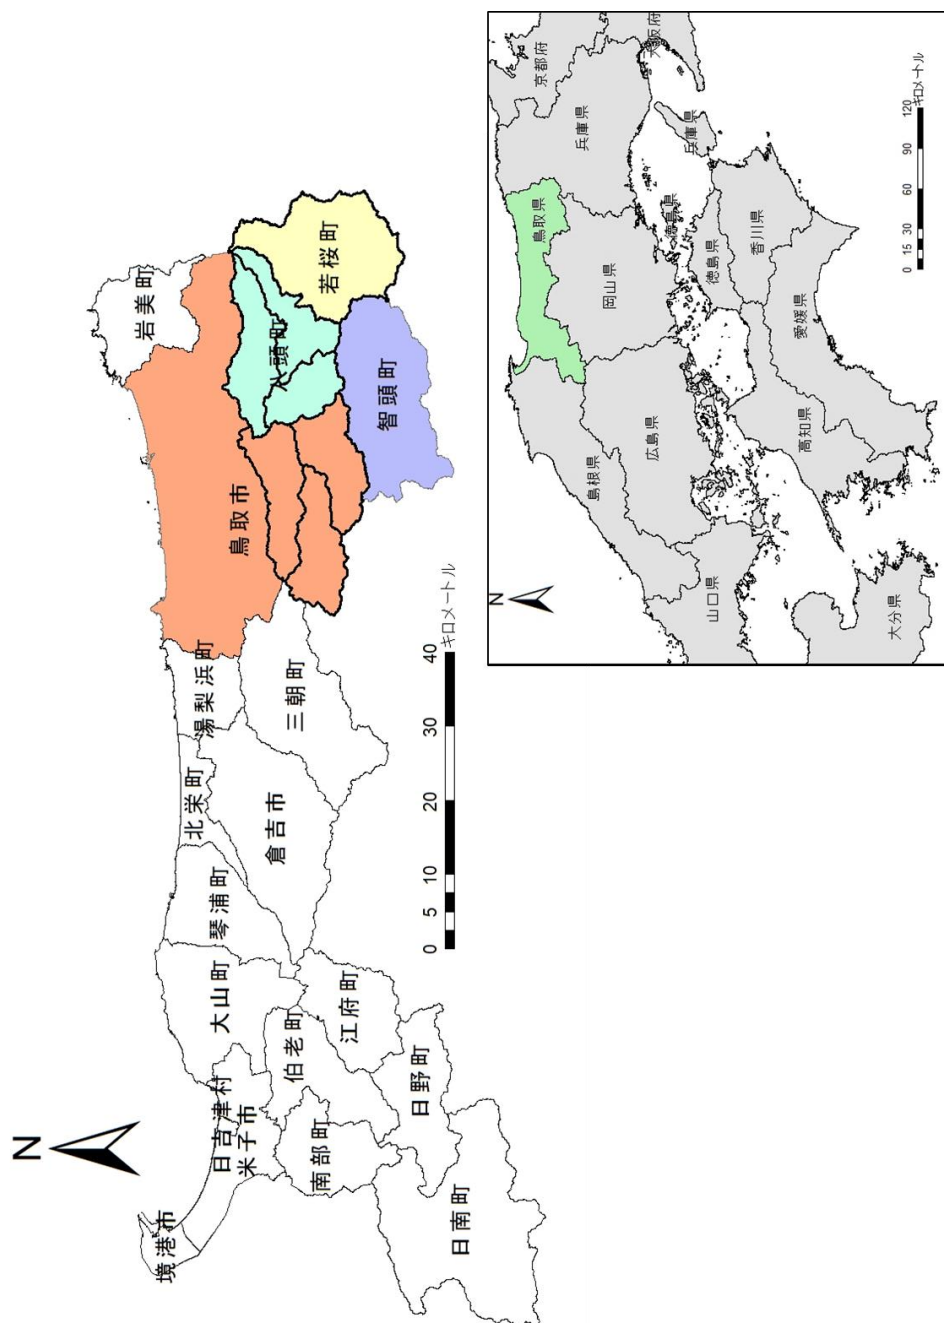 N
境港市
日吉津村
米子市
大山町
琴浦町
北栄町
湯梨浜町
鳥取市
岩美町
南部町
伯耆町
江府町
日野町
日南町
倉吉市
三朝町
八頭町
若桜町
智頭町
0 5 10 20 30 40
キロメートル
N
京都府
大阪府
兵庫県
兵庫県
鳥取県
岡山県
島根県
広島県
山口県
徳島県
徳島県
香川県
愛媛県
高知県
大分県
0 15 30 60 90 120
キロメートル